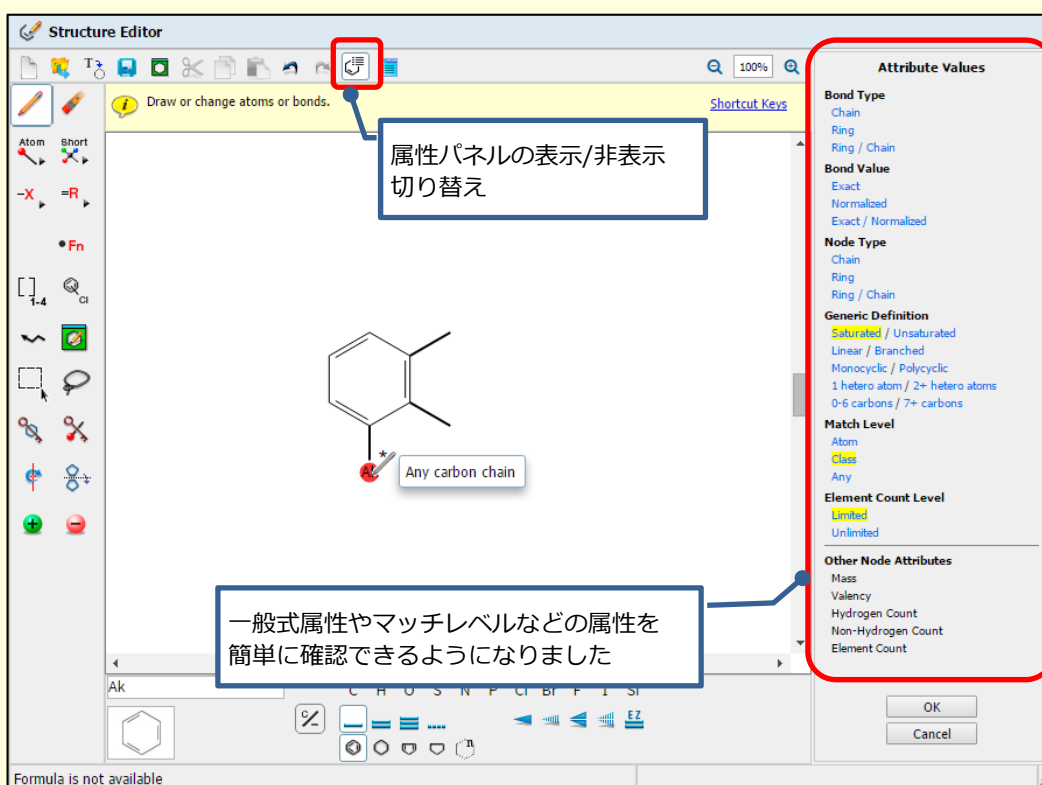 Structure Editor
100%
Draw or change atoms or bonds.
Shortcut Keys
属性パネルの表示/非表示
切り替え
Atom
Short
-X
=R
Fn
1-4
Cl
*
Any carbon chain
一般式属性やマッチレベルなどの属性を
簡単に確認できるようになりました
Attribute Values
Bond Type
Chain
Ring
Ring / Chain
Bond Value
Exact
Normalized
Exact / Normalized
Node Type
Chain
Ring
Ring / Chain
Generic Definition
Saturated / Unsaturated
Linear / Branched
Monocyclic / Polycyclic
1 hetero atom / 2+ hetero atoms
0-6 carbons / 7+ carbons
Match Level
Atom
Class
Any
Element Count Level
Limited
Unlimited
Other Node Attributes
Mass
Valency
Hydrogen Count
Non-Hydrogen Count
Element Count
OK
Cancel
Ak
C H O S N P Cl Br F I Si
EZ
n
Formula is not available